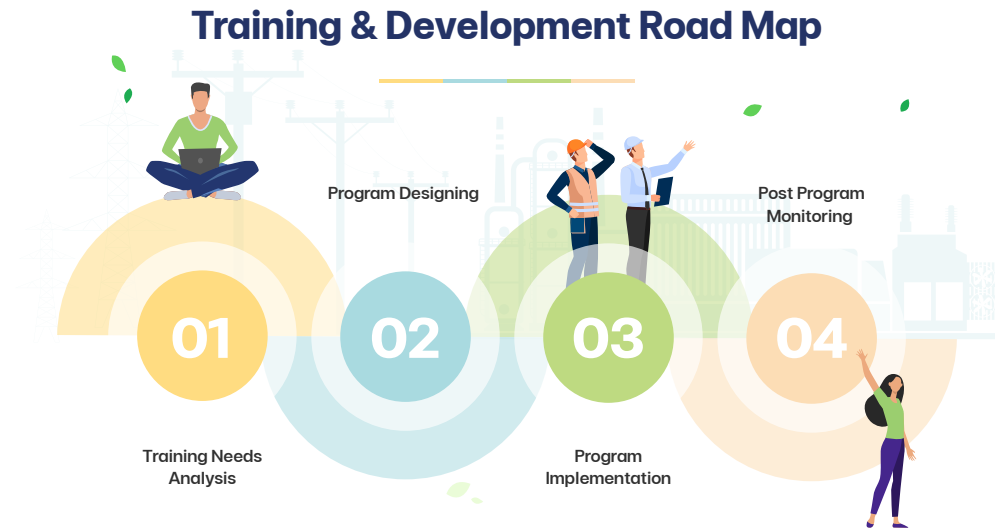 Training & Development Road Map
01
Training Needs
Analysis
02
Program Designing
03
Program
Implementation
04
Post Program
Monitoring